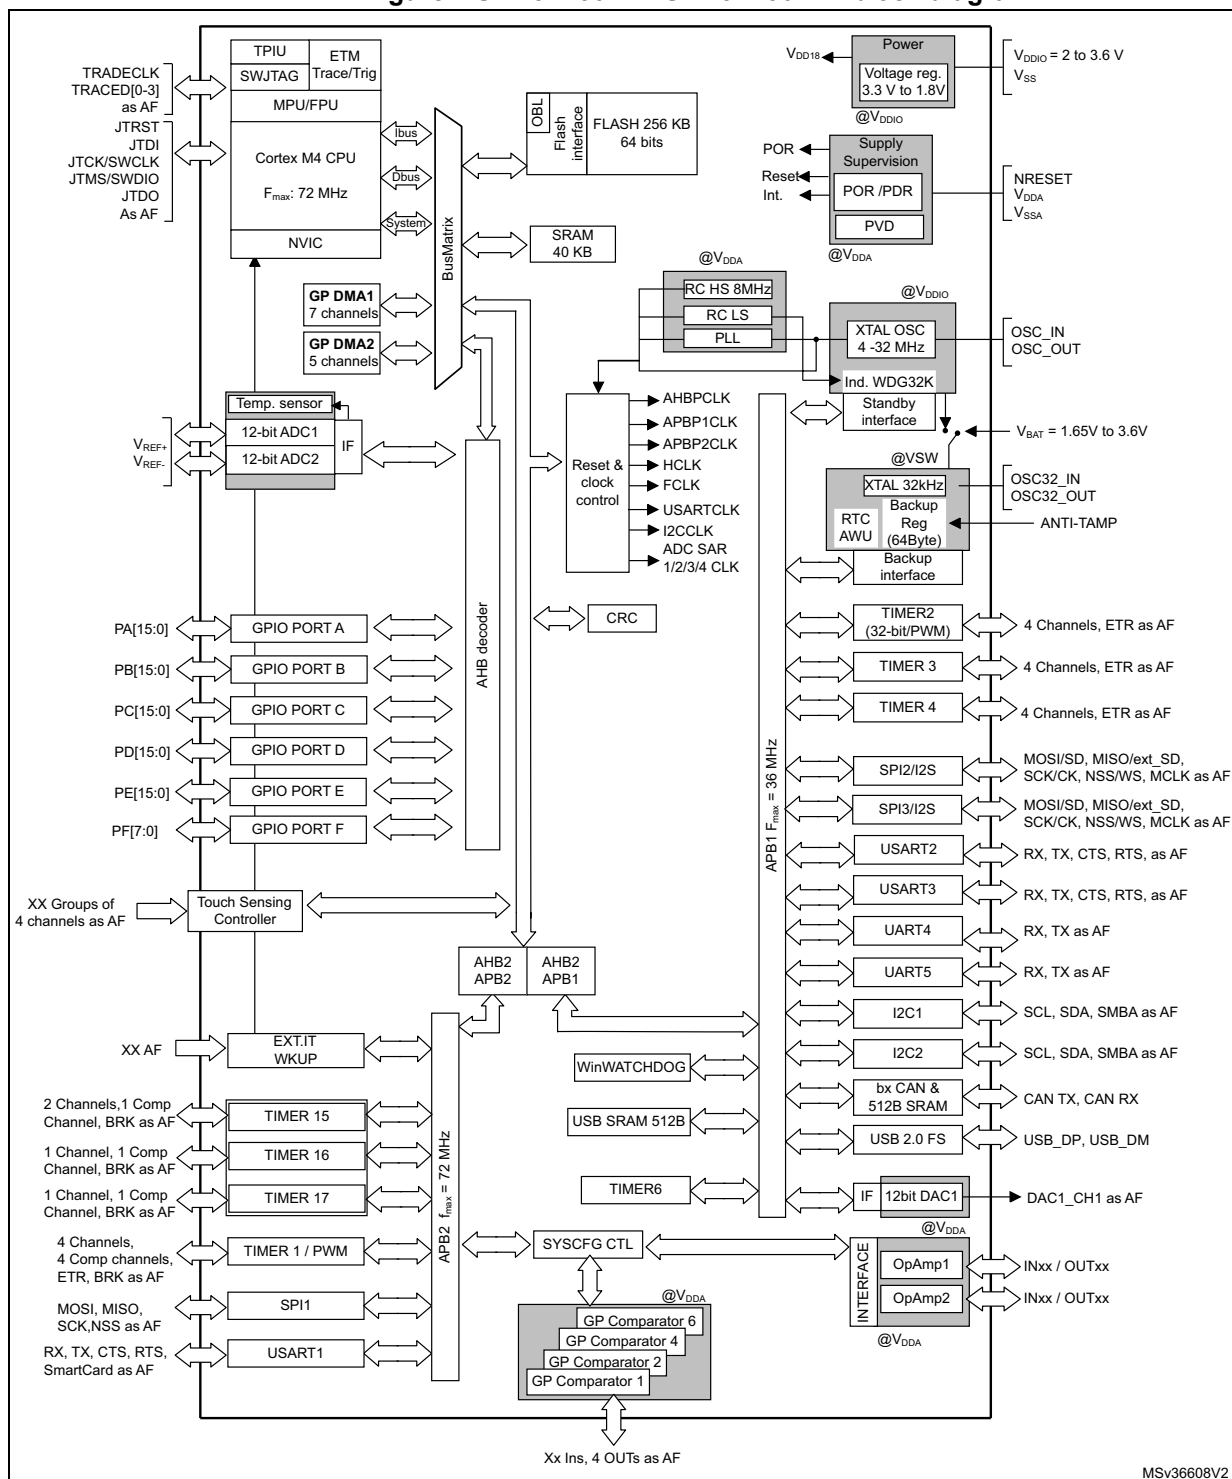 TPIU
ETM
Trace/Trig
SWJTAG
MPU/FPU
Cortex M4 CPU
Fmax: 72 MHz
NVIC
TRADECLK
TRACED[0-3]
as AF
JTRST
JTDI
JTCK/SWCLK
JTMS/SWDIO
JTDO
As AF
Ibus
Dbus
System
BusMatrix
OBL
Flash
interface
FLASH 256 KB
64 bits
SRAM
40 KB
GP DMA1
7 channels
GP DMA2
5 channels
VDD18
Power
Voltage reg.
3.3 V to 1.8V
@VDDIO
VDDIO = 2 to 3.6 V
VSS
POR
Reset
Int.
Supply
Supervision
POR /PDR
PVD
@VDDA
NRESET
VDDA
VSSA
@VDDA
RC HS 8MHz
RC LS
PLL
@VDDIO
XTAL OSC
4 -32 MHz
Ind. WDG32K
Standby
interface
OSC_IN
OSC_OUT
VBAT = 1.65V to 3.6V
@VSW
XTAL 32kHz
RTC
AWU
Backup
Reg
(64Byte)
Backup
interface
OSC32_IN
OSC32_OUT
ANTI-TAMP
Reset &
clock
control
AHBPCLK
APBP1CLK
APBP2CLK
HCLK
FCLK
USARTCLK
I2CCLK
ADC SAR
1/2/3/4 CLK
VREF+
VREF-
Temp. sensor
12-bit ADC1
12-bit ADC2
IF
AHB decoder
CRC
PA[15:0]
GPIO PORT A
PB[15:0]
GPIO PORT B
PC[15:0]
GPIO PORT C
PD[15:0]
GPIO PORT D
PE[15:0]
GPIO PORT E
PF[7:0]
GPIO PORT F
XX Groups of
4 channels as AF
Touch Sensing
Controller
AHB2
APB2
AHB2
APB1
XX AF
EXT.IT
WKUP
2 Channels,1 Comp
Channel, BRK as AF
TIMER 15
1 Channel, 1 Comp
Channel, BRK as AF
TIMER 16
1 Channel, 1 Comp
Channel, BRK as AF
TIMER 17
4 Channels,
4 Comp channels,
ETR, BRK as AF
TIMER 1 / PWM
MOSI, MISO,
SCK,NSS as AF
SPI1
RX, TX, CTS, RTS,
SmartCard as AF
USART1
APB2 fmax = 72 MHz
APB1 Fmax = 36 MHz
WinWATCHDOG
USB SRAM 512B
TIMER6
SYSCFG CTL
@VDDA
GP Comparator 6
GP Comparator 4
GP Comparator 2
GP Comparator 1
Xx Ins, 4 OUTs as AF
TIMER2
(32-bit/PWM)
4 Channels, ETR as AF
TIMER 3
4 Channels, ETR as AF
TIMER 4
4 Channels, ETR as AF
SPI2/I2S
MOSI/SD, MISO/ext_SD,
SCK/CK, NSS/WS, MCLK as AF
SPI3/I2S
MOSI/SD, MISO/ext_SD,
SCK/CK, NSS/WS, MCLK as AF
USART2
RX, TX, CTS, RTS, as AF
USART3
RX, TX, CTS, RTS, as AF
UART4
RX, TX as AF
UART5
RX, TX as AF
I2C1
SCL, SDA, SMBA as AF
I2C2
SCL, SDA, SMBA as AF
bx CAN &
512B SRAM
CAN TX, CAN RX
USB 2.0 FS
USB_DP, USB_DM
IF
12bit DAC1
DAC1_CH1 as AF
@VDDA
INTERFACE
OpAmp1
INxx / OUTxx
OpAmp2
INxx / OUTxx
@VDDA
MSv36608V2